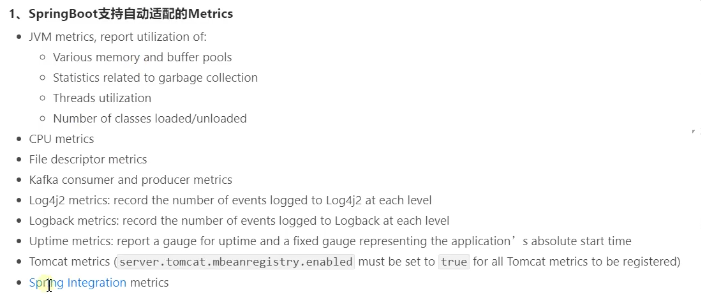 1、SpringBoot支持自动适配的Metrics
JVM metrics, report utilization of:
Various memory and buffer pools
Statistics related to garbage collection
Threads utilization
Number of classes loaded/unloaded
CPU metrics
File descriptor metrics
Kafka consumer and producer metrics
Log4j2 metrics: record the number of events logged to Log4j2 at each level
Logback metrics: record the number of events logged to Logback at each level
Uptime metrics: report a gauge for uptime and a fixed gauge representing the application’s absolute start time
Tomcat metrics (server.tomcat.mbeanregistry.enabled must be set to true for all Tomcat metrics to be registered)
Spring Integration metrics